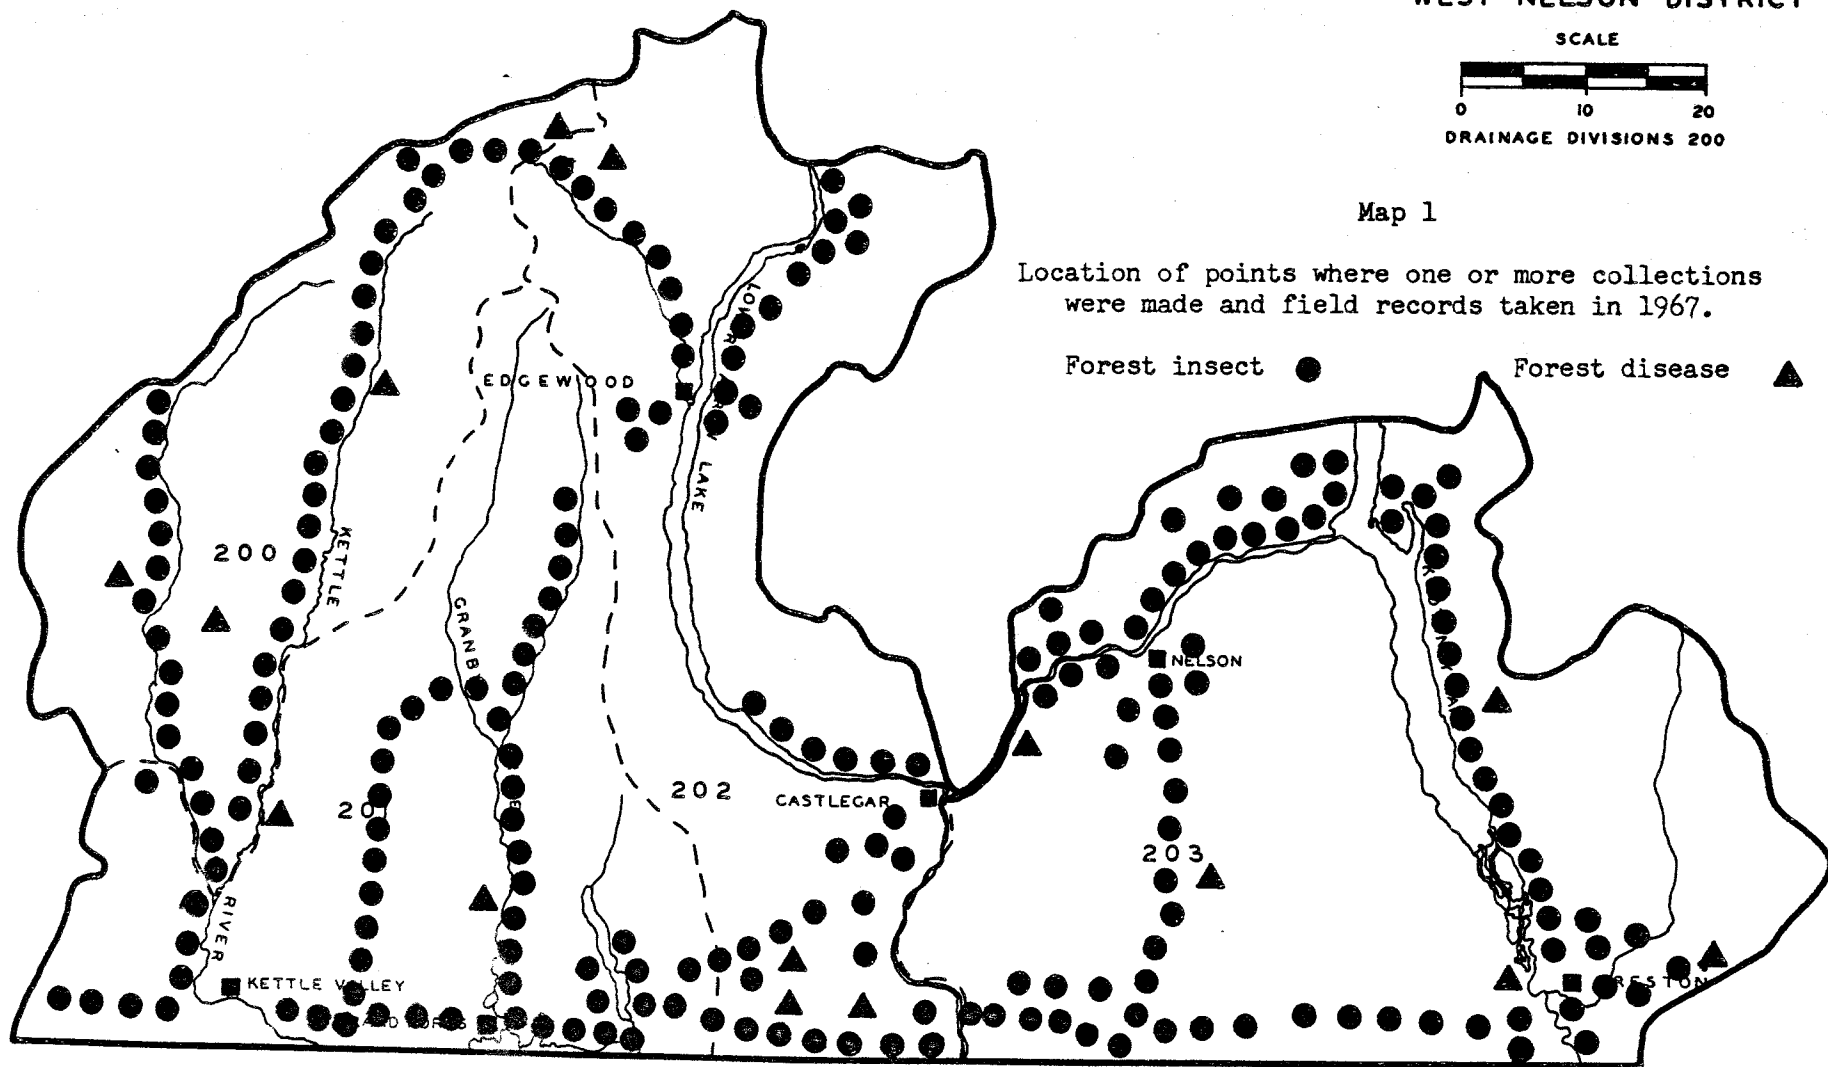 WEST NELSON DISTRICT
SCALE
0 10 20
DRAINAGE DIVISIONS 200
Map 1
Location of points where one or more collections
were made and field records taken in 1967.
Forest insect
Forest disease
EDGEWOOD
LAKE
200
KETTLE
NELSON
202
CASTLEGAR
203
RIVER
KETTLE VALLEY